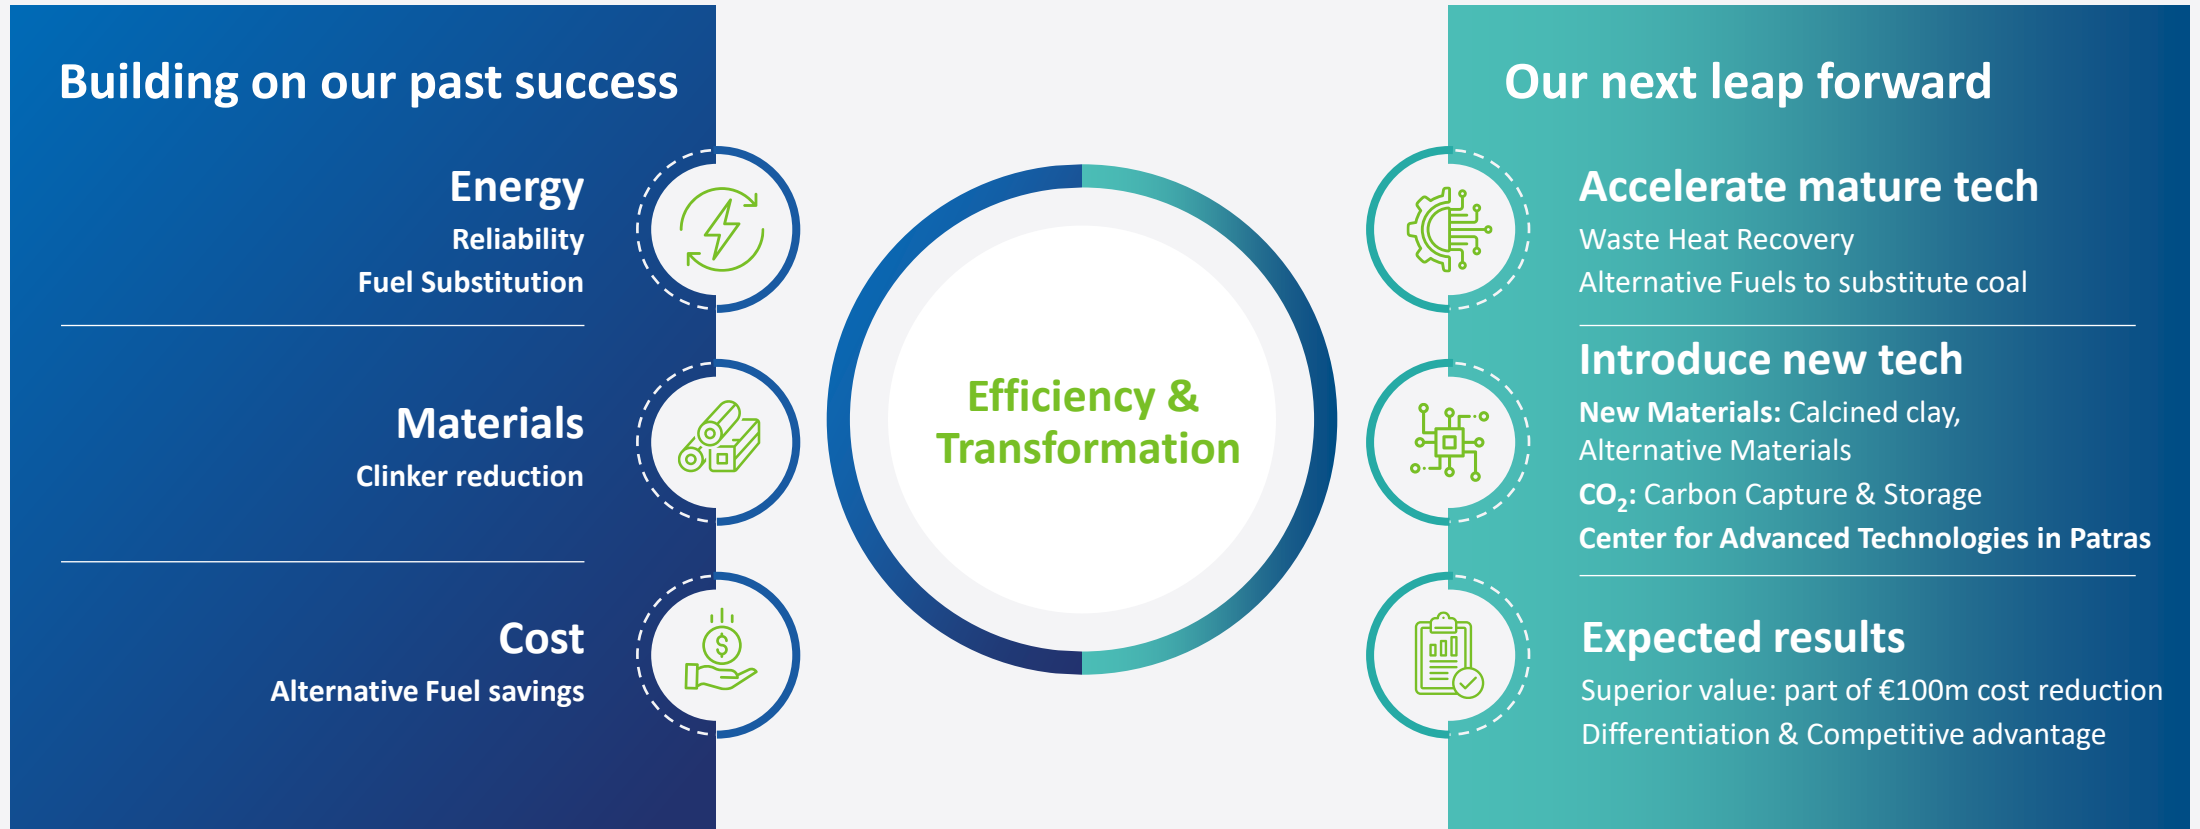 Building on our past success
Energy
Reliability
Fuel Substitution
Materials
Clinker reduction
Cost
Alternative Fuel savings
$
Efficiency &
Transformation
Our next leap forward
Accelerate mature tech
Waste Heat Recovery
Alternative Fuels to substitute coal
Introduce new tech
New Materials: Calcined clay,
Alternative Materials
CO₂: Carbon Capture & Storage
Center for Advanced Technologies in Patras
Expected results
Superior value: part of €100m cost reduction
Differentiation & Competitive advantage